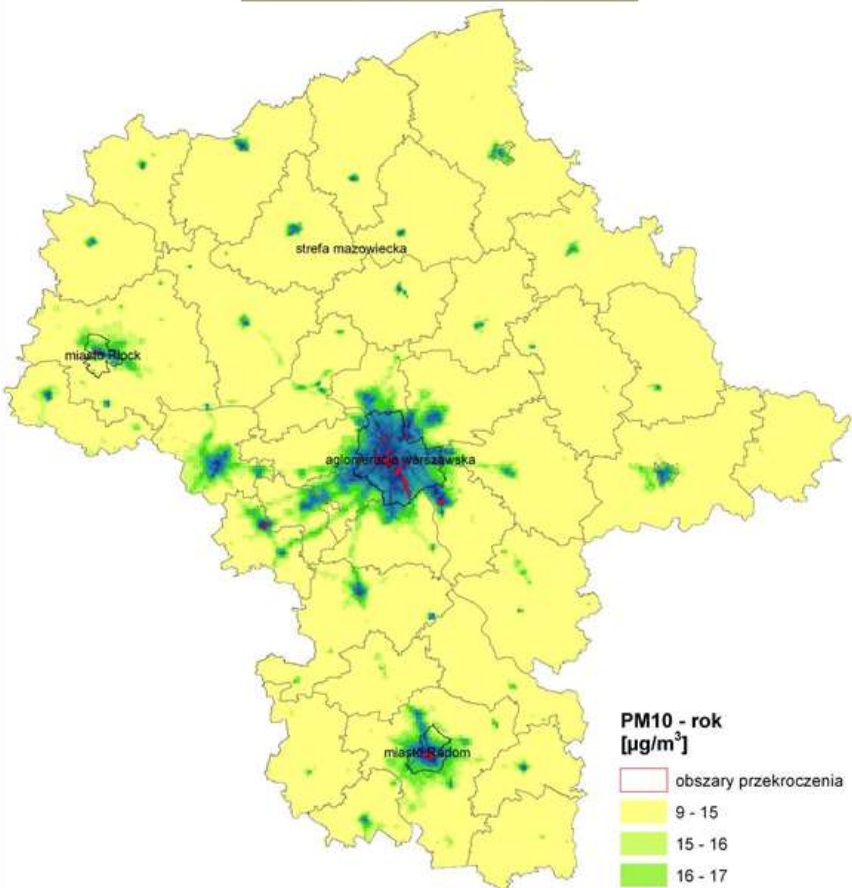 strefa mazowiecka
miasto Płock
aglomeracja warszawska
miasto Radom
PM10 - rok
[µg/m³]
obszary przekroczenia
9 - 15
15 - 16
16 - 17